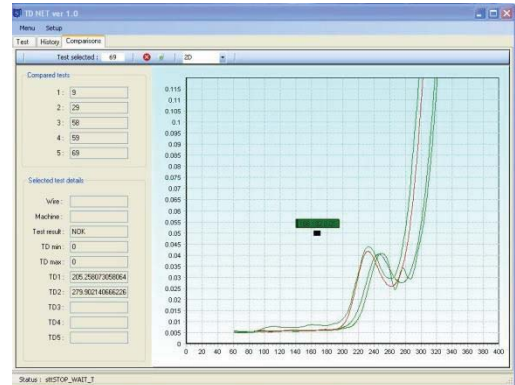 TD NET ver 1.0
Menu Setup
Test History Comparisons
Test selected : 69 2D
Compared tests
1 : 9
2 : 29
3 : 58
4 : 59
5 : 69
Selected test details
Wire :
Machine :
Test result : NOK
TD min : 0
TD max : 0
TD1 : 205.258073058064
TD2 : 279.902140666226
TD3 :
TD4 :
TD5 :
0.115
0.11
0.105
0.1
0.095
0.09
0.085
0.08
0.075
0.07
0.065
0.06
0.055
0.05
0.045
0.04
0.035
0.03
0.025
0.02
0.015
0.01
0.005
0
0 20 40 60 80 100 120 140 160 180 200 220 240 260 280 300 320 340 360 380 400
Status : sttSTOP_WAIT_T